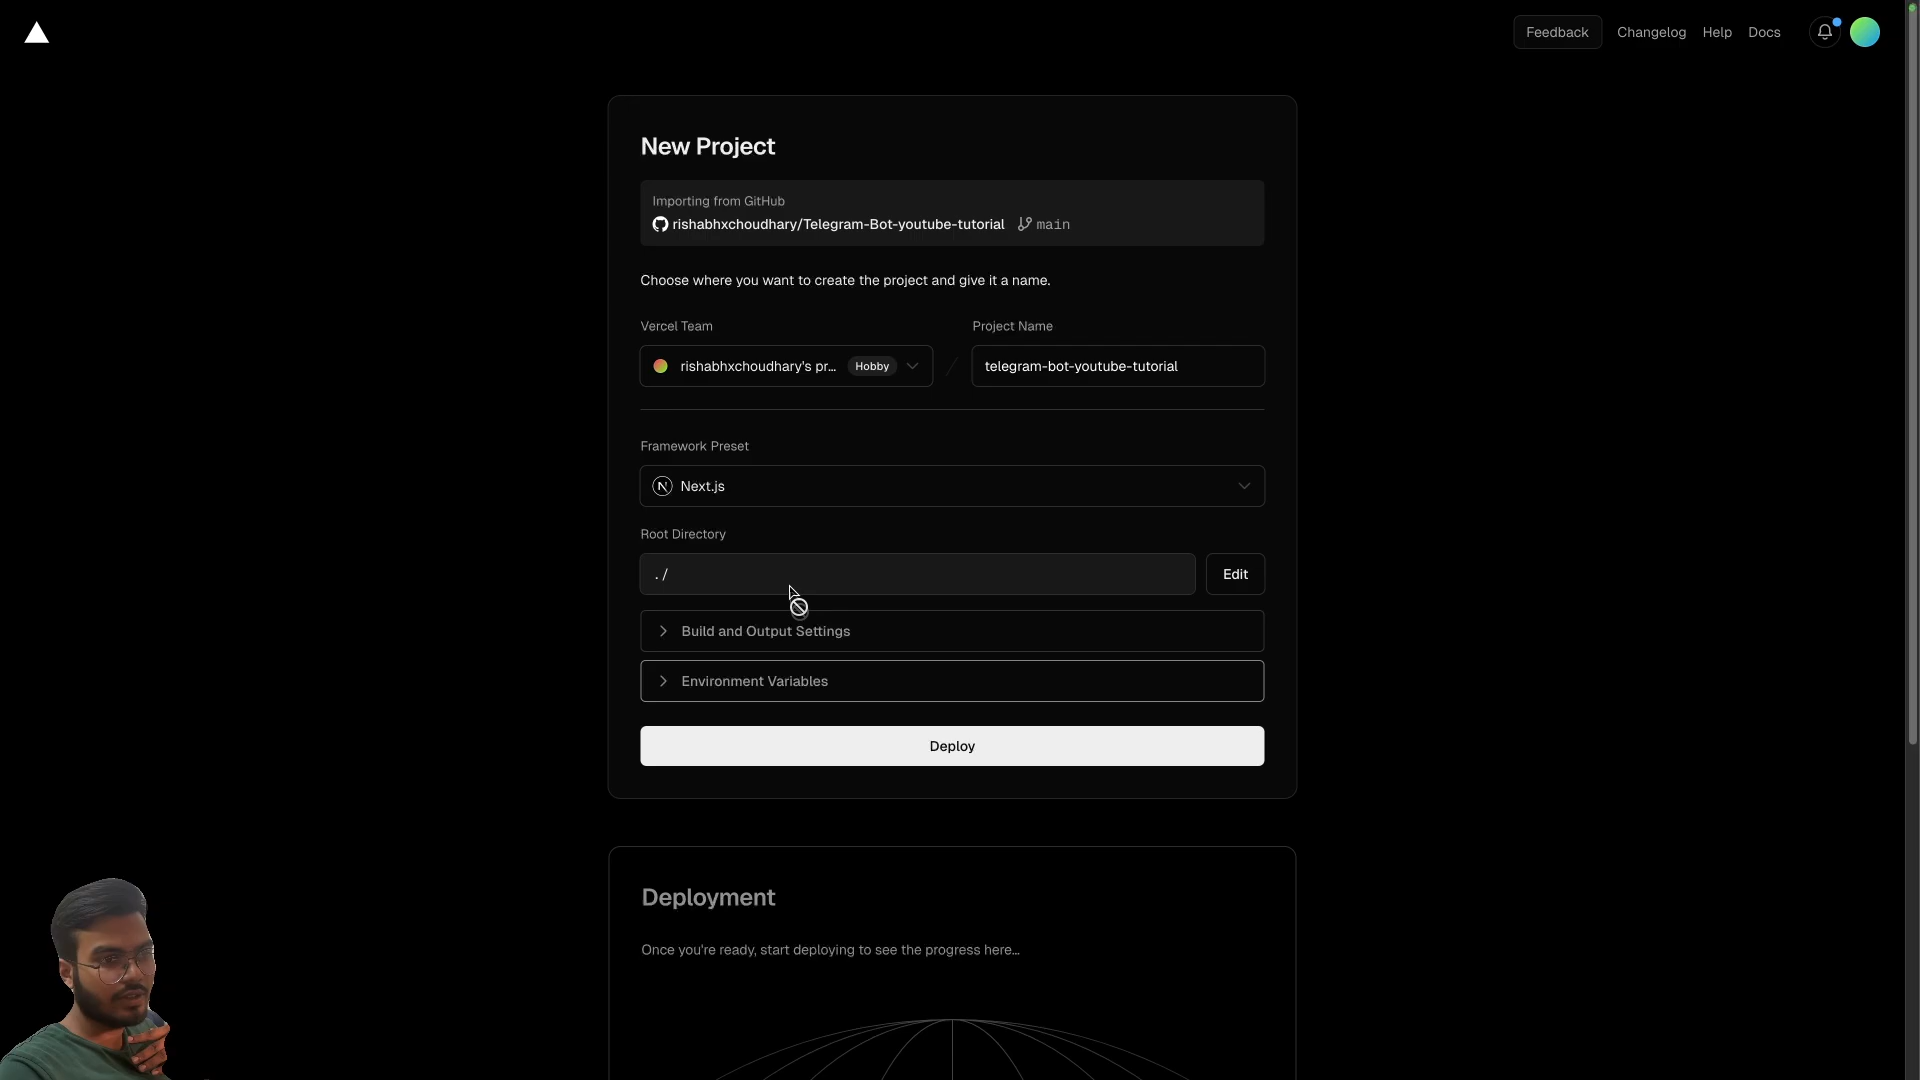 Feedback Changelog Help Docs
New Project
Importing from GitHub
rishabhxchoudhary/Telegram-Bot-youtube-tutorial main
Choose where you want to create the project and give it a name.
Vercel Team Project Name
rishabhxchoudhary's pr... Hobby / telegram-bot-youtube-tutorial
Framework Preset
Next.js
Root Directory
./ Edit
Build and Output Settings
Environment Variables
Deploy
Deployment
Once you're ready, start deploying to see the progress here...